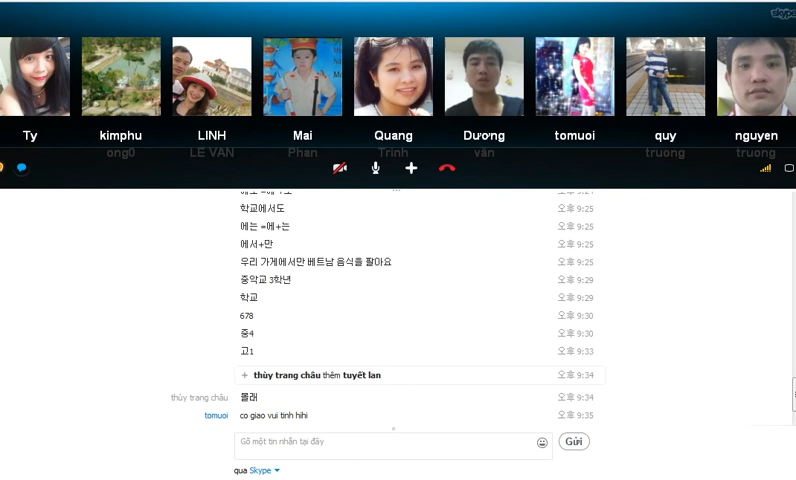 skype
Ty kimphu LINH Mai Quang Dương tomuoi quy nguyen
ong0 LE VAN Phan Trinh văn truong truong
학교에서도 오후 9:25
에는 =에+는 오후 9:25
에서+만 오후 9:25
우리 가게에서만 베트남 음식을 팔아요 오후 9:25
중악교 3학년 오후 9:29
학교 오후 9:29
678 오후 9:30
중4 오후 9:30
고1 오후 9:33
+ thùy trang châu thêm tuyết lan 오후 9:34
thùy trang châu 몰래 오후 9:34
tomuoi co giao vui tinh hihi 오후 9:35
Gõ một tin nhắn tại đây Gửi
qua Skype